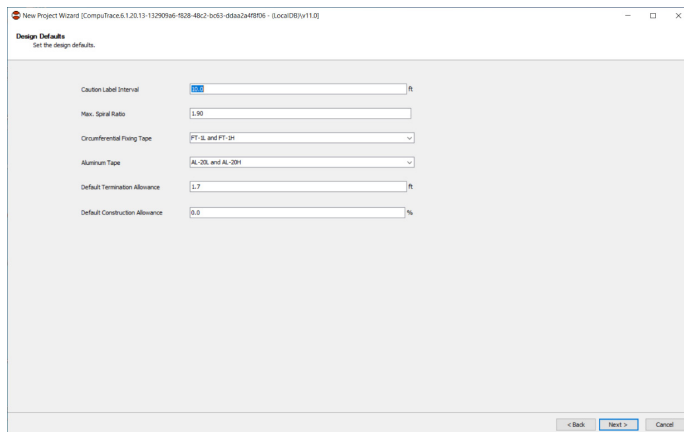 New Project Wizard [CompuTrace.6.1.20.13-132909a6-f828-48c2-bc63-ddaa2a4f8f06 - (LocalDB)\v11.0]
Design Defaults
Set the design defaults.
Caution Label Interval 10.0 ft
Max. Spiral Ratio 1.90
Circumferential Fixing Tape FT-1L and FT-1H
Aluminum Tape AL-20L and AL-20H
Default Termination Allowance 1.7 ft
Default Construction Allowance 0.0 %
< Back Next > Cancel